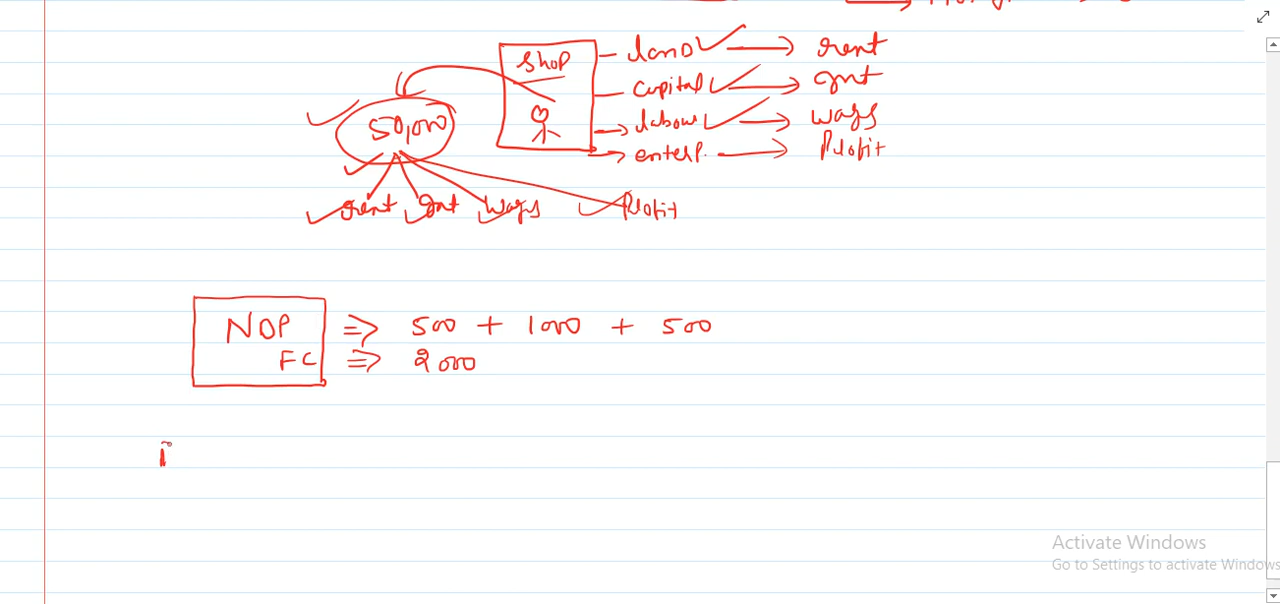 shop
land → rent
capital → Int
labour → wages
enterp. → Profit
50,000
rent Int wages Profit
NDP ⇒ 500 + 1000 + 500
FC ⇒ 2000
Activate Windows
Go to Settings to activate Windows